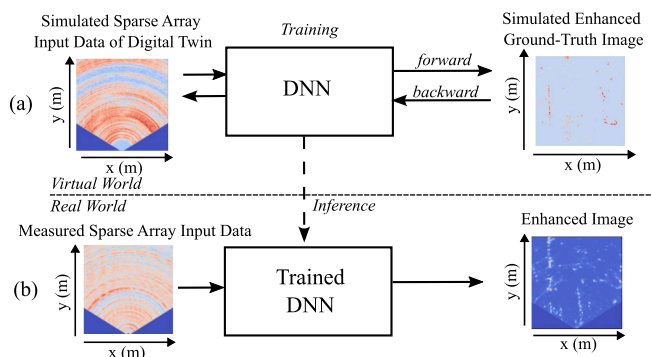 Simulated Sparse Array
Input Data of Digital Twin
Training
Simulated Enhanced
Ground-Truth Image
(a)
y (m)
x (m)
DNN
forward
backward
y (m)
x (m)
Virtual World
Real World
Inference
Measured Sparse Array Input Data
Enhanced Image
(b)
y (m)
x (m)
Trained
DNN
y (m)
x (m)